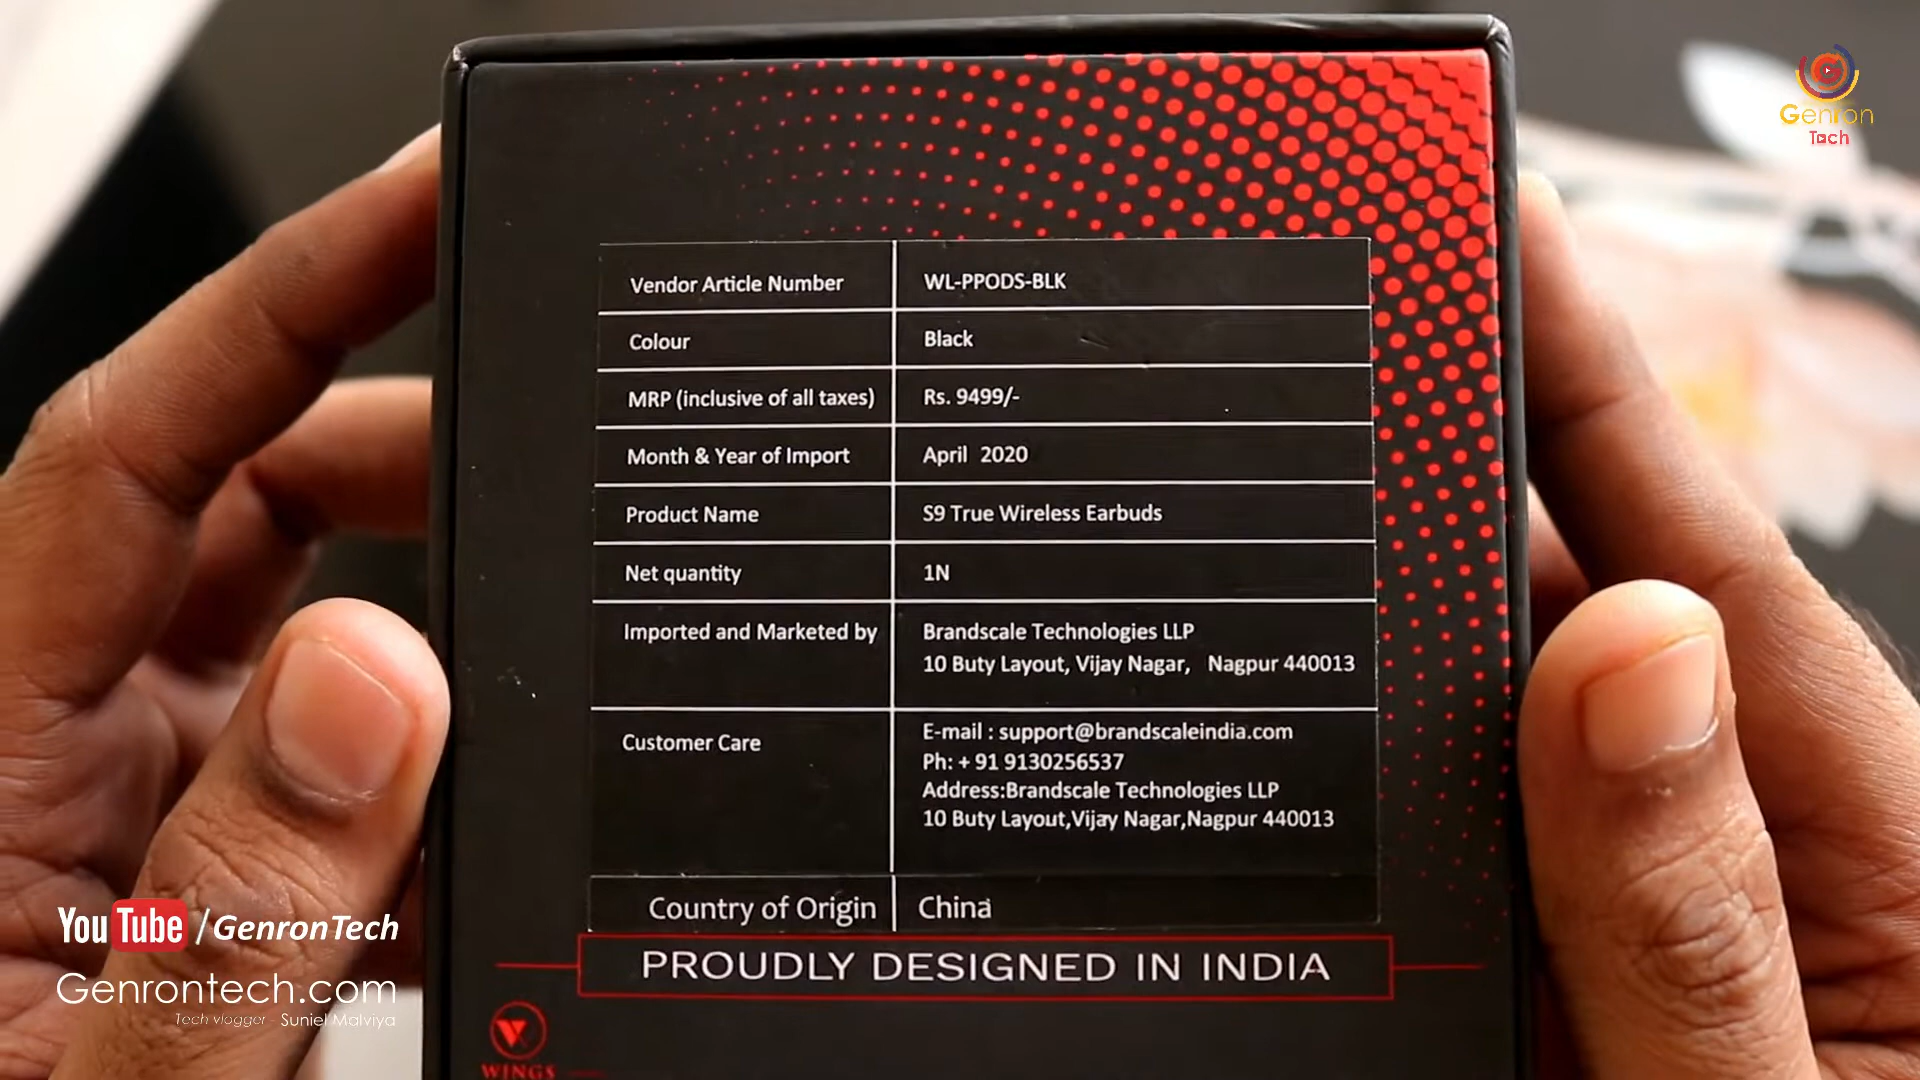 Genron
Tech
Vendor Article Number WL-PPODS-BLK
Colour Black
MRP (inclusive of all taxes) Rs. 9499/-
Month & Year of Import April 2020
Product Name S9 True Wireless Earbuds
Net quantity 1N
Imported and Marketed by Brandscale Technologies LLP
10 Buty Layout, Vijay Nagar, Nagpur 440013
Customer Care E-mail : support@brandscaleindia.com
Ph: + 91 9130256537
Address:Brandscale Technologies LLP
10 Buty Layout,Vijay Nagar,Nagpur 440013
Country of Origin China
PROUDLY DESIGNED IN INDIA
WINGS
YouTube /GenronTech
Genrontech.com
Tech vlogger - Suniel Malviya